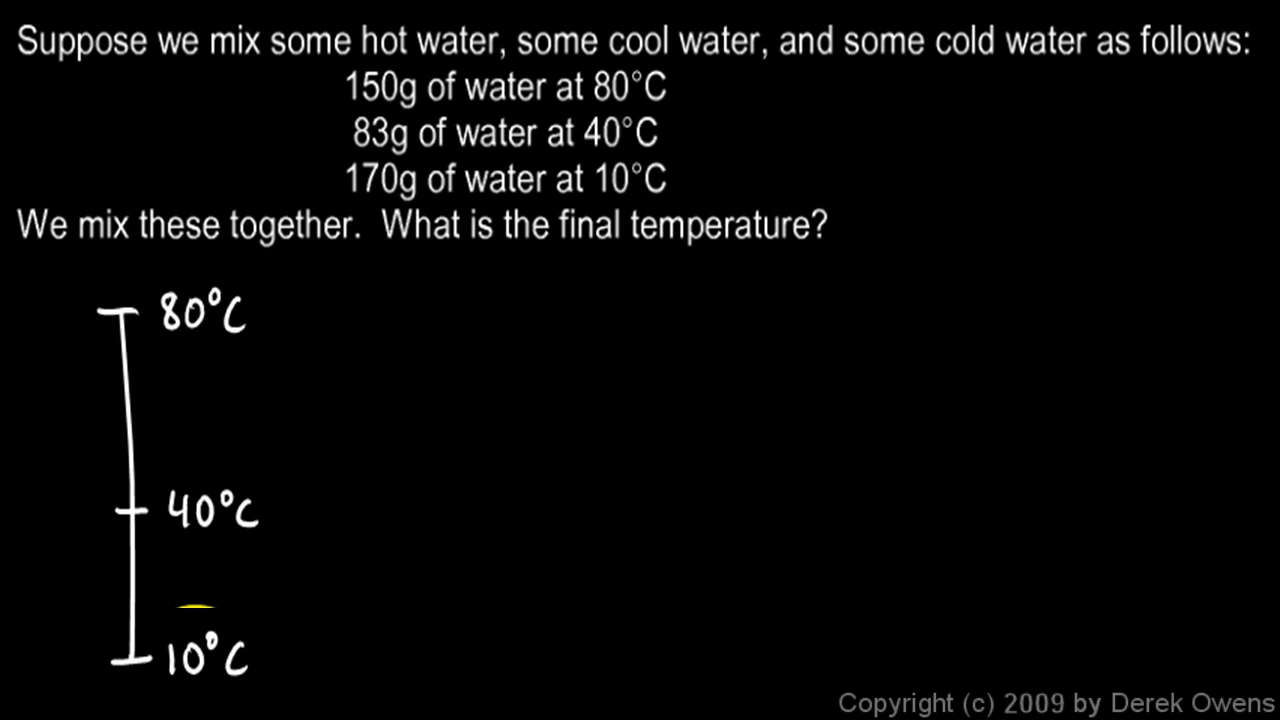 Suppose we mix some hot water, some cool water, and some cold water as follows:
150g of water at 80°C
83g of water at 40°C
170g of water at 10°C
We mix these together. What is the final temperature?
80°C
40°C
10°C
Copyright (c) 2009 by Derek Owens